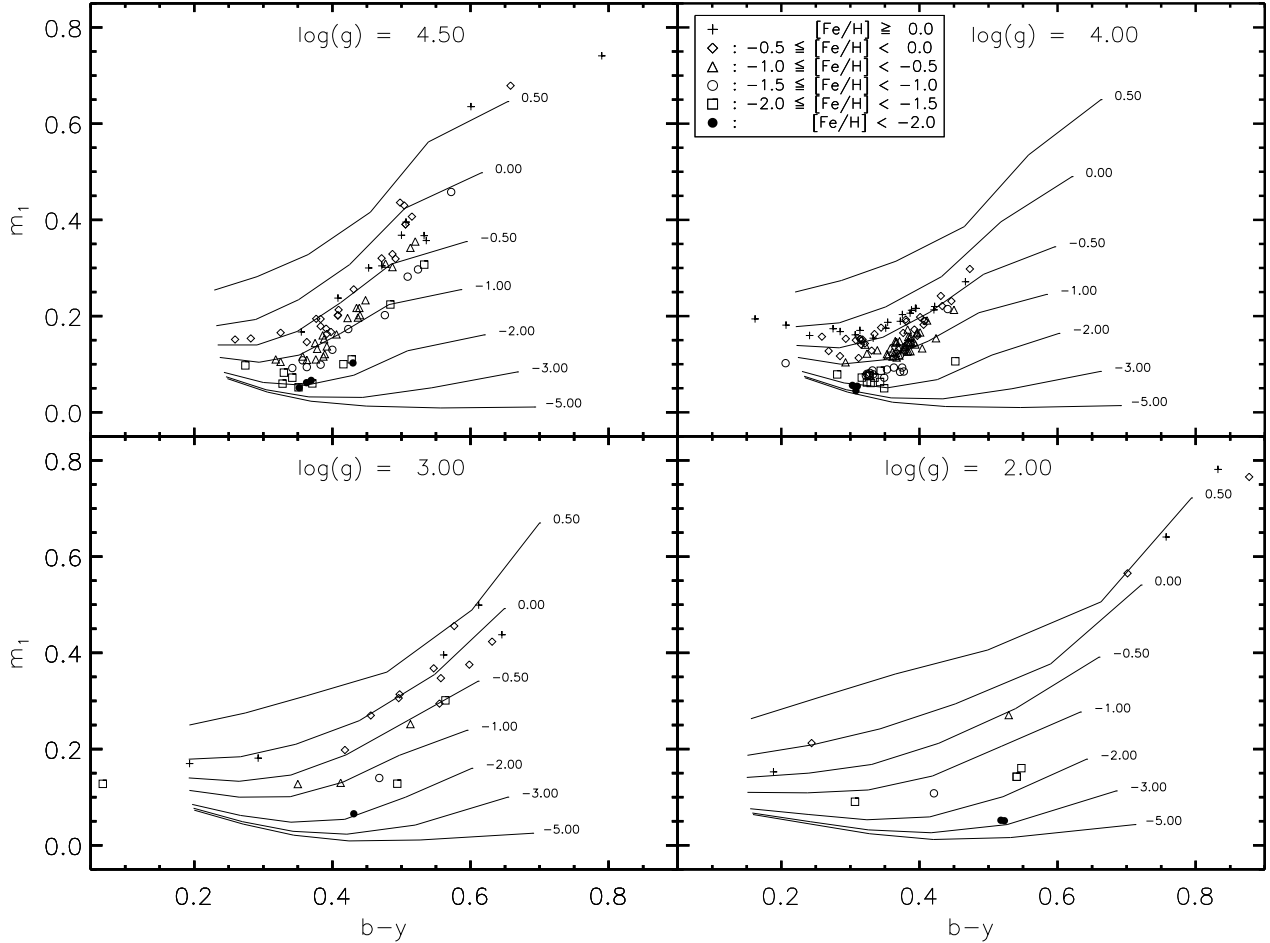 log(g) = 4.50
0.8
0.6
0.4
0.2
0.0
m1
0.50
0.00
−0.50
−1.00
−2.00
−3.00
−5.00
log(g) = 4.00
+ [Fe/H] ≧ 0.0
◇ : −0.5 ≦ [Fe/H] < 0.0
△ : −1.0 ≦ [Fe/H] < −0.5
○ : −1.5 ≦ [Fe/H] < −1.0
□ : −2.0 ≦ [Fe/H] < −1.5
● : [Fe/H] < −2.0
0.50
0.00
−0.50
−1.00
−2.00
−3.00
−5.00
log(g) = 3.00
0.8
0.6
0.4
0.2
0.0
m1
0.50
0.00
−0.50
−1.00
−2.00
−3.00
−5.00
0.2 0.4 0.6 0.8
b−y
log(g) = 2.00
0.50
0.00
−0.50
−1.00
−2.00
−3.00
−5.00
0.2 0.4 0.6 0.8
b−y